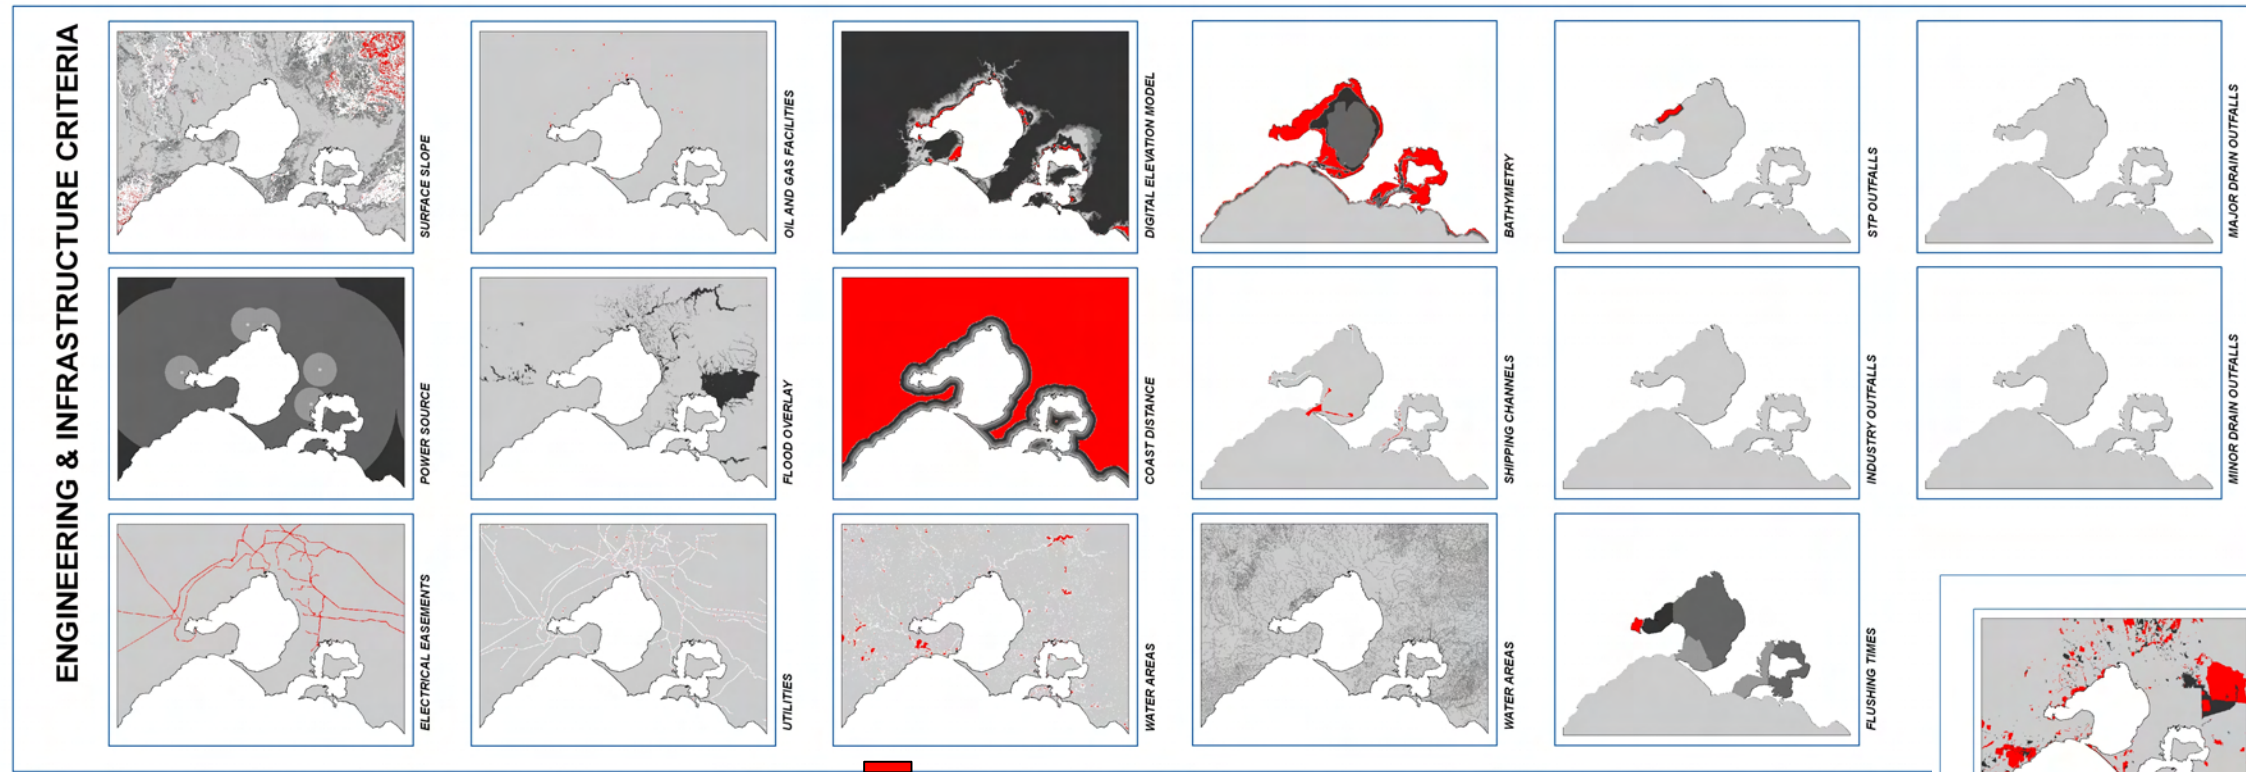 ENGINEERING & INFRASTRUCTURE CRITERIA
SURFACE SLOPE
OIL AND GAS FACILITIES
DIGITAL ELEVATION MODEL
BATHYMETRY
STP OUTFALLS
MAJOR DRAIN OUTFALLS
POWER SOURCE
FLOOD OVERLAY
COAST DISTANCE
SHIPPING CHANNELS
INDUSTRY OUTFALLS
MINOR DRAIN OUTFALLS
ELECTRICAL EASEMENTS
UTILITIES
WATER AREAS
WATER AREAS
FLUSHING TIMES